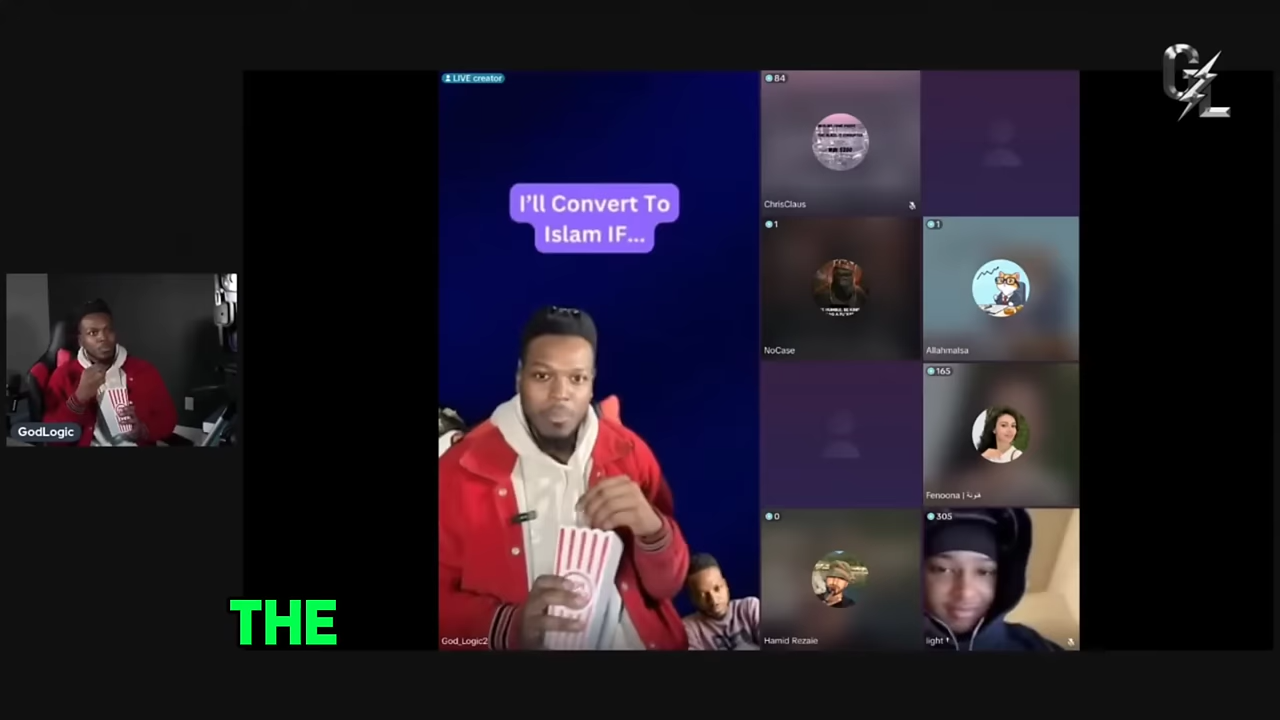 GL
LIVE creator
I'll Convert To
Islam IF...
84
ChrisClaus
1
NoCase
1
Allahmalsa
165
Fenoona | فنونة
GodLogic
God_Logic2
0
Hamid Rezaie
305
light †
THE